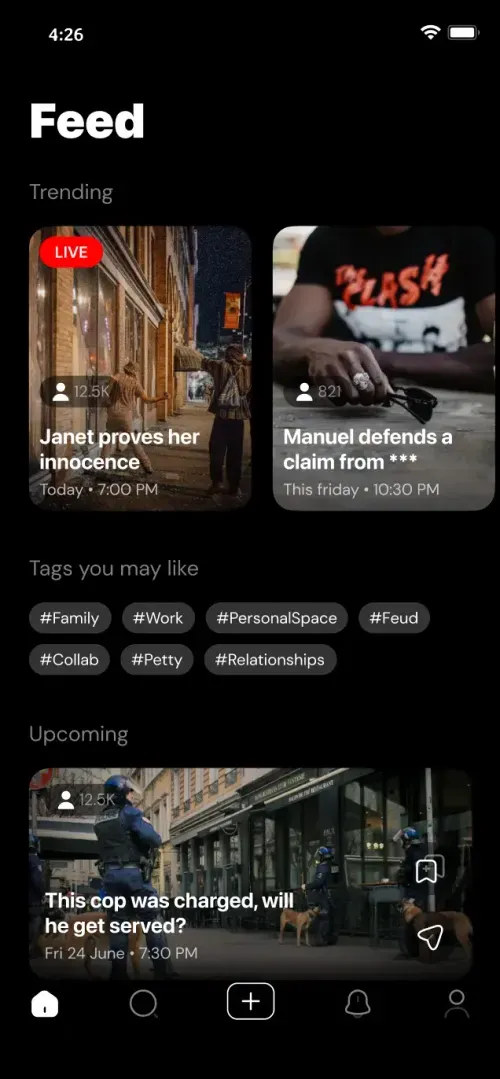 4:26
Feed
Trending
LIVE
THE
CLASH
12.5K
821
Janet proves her
innocence
Today • 7:00 PM
Manuel defends a
claim from ***
This friday • 10:30 PM
Tags you may like
#Family
#Work
#PersonalSpace
#Feud
#Collab
#Petty
#Relationships
Upcoming
12.5K
This cop was charged, will
he get served?
Fri 24 June • 7:30 PM